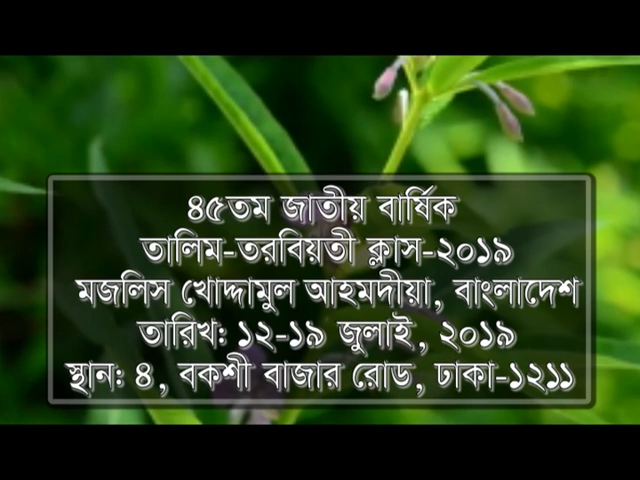 ৪৫তম জাতীয় বার্ষিক
তালিম-তরবিয়তী ক্লাস-২০১৯
মজলিস খোদ্দামুল আহমদীয়া, বাংলাদেশ
তারিখ: ১২-১৯ জুলাই, ২০১৯
স্থান: ৪, বকশী বাজার রোড, ঢাকা-১২১১